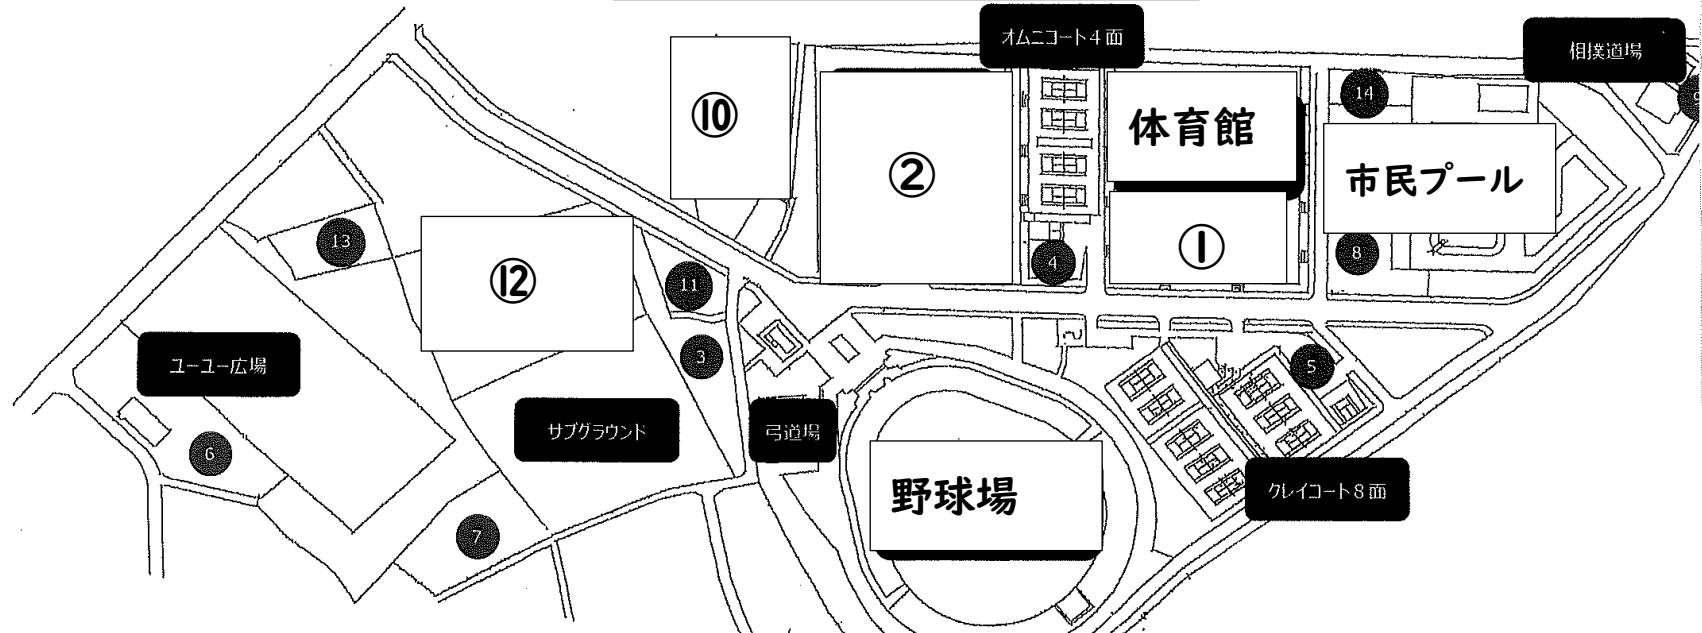 オムニコート4面
相撲道場
⑩
②
体育館
14
市民プール
13
⑫
11
4
①
8
3
5
ユーユー広場
サブグラウンド
弓道場
6
野球場
クレイコート8面
7